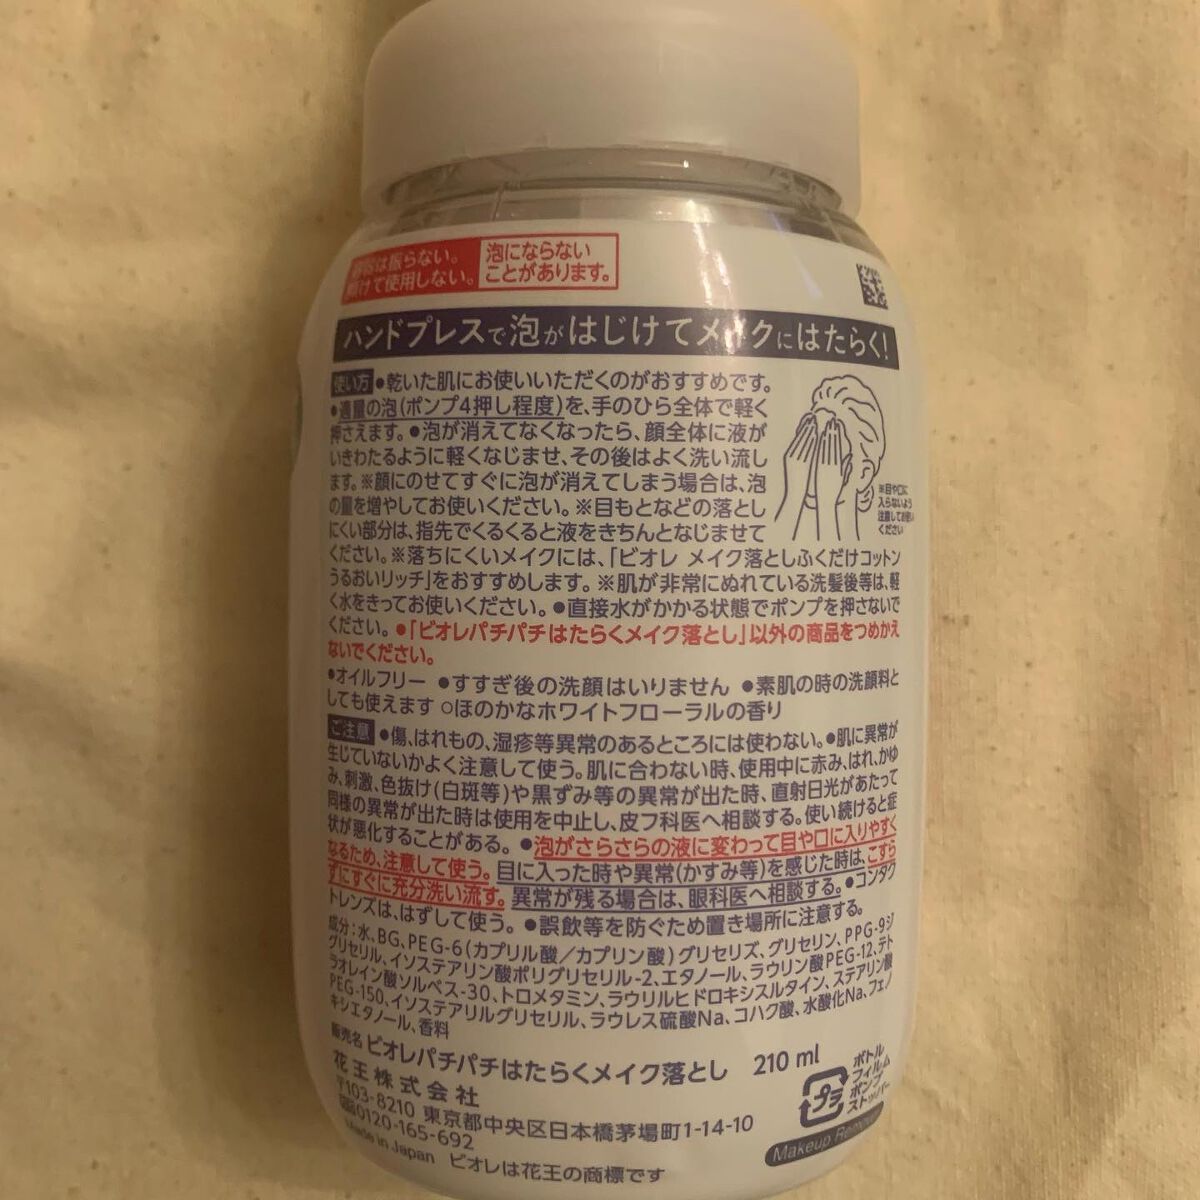 容器は振らない。
傾けて使用しない。
泡にならない
ことがあります。
ハンドプレスで泡がはじけてメイクにはたらく!
使い方 ●乾いた肌にお使いいただくのがおすすめです。
●適量の泡(ポンプ4押し程度)を、手のひら全体で軽く
押さえます。●泡が消えてなくなったら、顔全体に液が
いきわたるように軽くなじませ、その後はよく洗い流し
ます。※顔にのせてすぐに泡が消えてしまう場合は、泡
の量を増やしてお使いください。※目もとなどの落とし
にくい部分は、指先でくるくると液をきちんとなじませて
ください。※落ちにくいメイクには、「ビオレ メイク落としふくだけコットン
うるおいリッチ」をおすすめします。※肌が非常にぬれている洗髪後等は、軽
く水をきってお使いください。●直接水がかかる状態でポンプを押さないで
ください。●「ビオレパチパチはたらくメイク落とし」以外の商品をつめかえ
ないでください。
※目や口に
入らないよう
注意してお使い
ください
●オイルフリー ●すすぎ後の洗顔はいりません ●素肌の時の洗顔料と
しても使えます ○ほのかなホワイトフローラルの香り
ご注意 ●傷、はれもの、湿疹等異常のあるところには使わない。●肌に異常が
生じていないかよく注意して使う。肌に合わない時、使用中に赤み、はれ、かゆ
み、刺激、色抜け(白斑等)や黒ずみ等の異常が出た時、直射日光があたって
同様の異常が出た時は使用を中止し、皮フ科医へ相談する。使い続けると症
状が悪化することがある。●泡がさらさらの液に変わって目や口に入りやすく
なるため、注意して使う。目に入った時や異常(かすみ等)を感じた時は、こすら
ずにすぐに充分洗い流す。異常が残る場合は、眼科医へ相談する。●コンタク
トレンズは、はずして使う。●誤飲等を防ぐため置き場所に注意する。
成分:水、BG、PEG-6(カプリル酸/カプリン酸)グリセリズ、グリセリン、PPG-9ジ
グリセリル、イソステアリン酸ポリグリセリル-2、エタノール、ラウリン酸PEG-12、テト
ラオレイン酸ソルベス-30、トロメタミン、ラウリルヒドロキシスルタイン、ステアリン酸
PEG-150、イソステアリルグリセリル、ラウレス硫酸Na、コハク酸、水酸化Na、フェノ
キシエタノール、香料
販売名 ビオレパチパチはたらくメイク落とし 210 ml
花王株式会社
〒103-8210 東京都中央区日本橋茅場町1-14-10
0120-165-692
Made in Japan ビオレは花王の商標です
プラ
ボトル
フィルム
ポンプ
ストッパー
Makeup